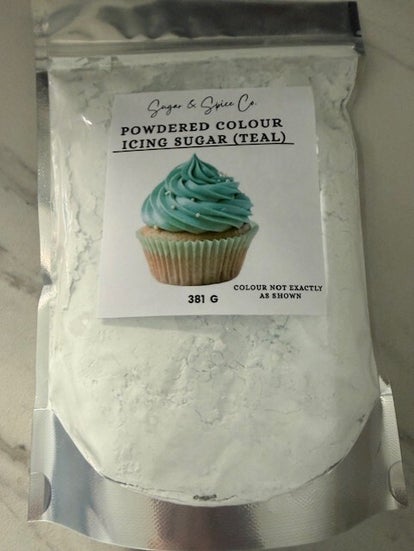 Sugar & Spice Co.
POWDERED COLOUR
ICING SUGAR (TEAL)
381 G
COLOUR NOT EXACTLY
AS SHOWN